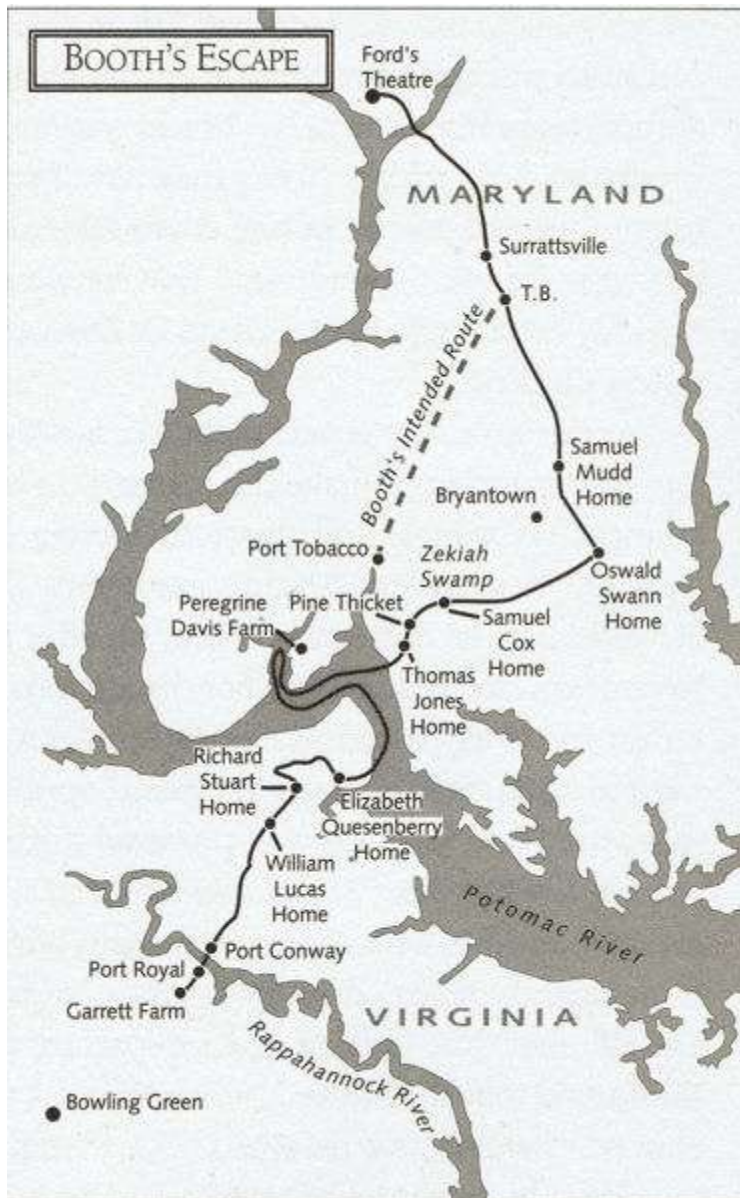 BOOTH'S ESCAPE
Ford's
Theatre
MARYLAND
Surrattsville
T.B.
Booth's Intended Route
Samuel
Mudd
Home
Bryantown
Port Tobacco
Zekiah
Swamp
Oswald
Swann
Home
Peregrine
Davis Farm
Pine Thicket
Samuel
Cox
Home
Thomas
Jones
Home
Richard
Stuart
Home
Elizabeth
Quesenberry
Home
William
Lucas
Home
Potomac River
Port Conway
Port Royal
Garrett Farm
VIRGINIA
Rappahannock River
Bowling Green